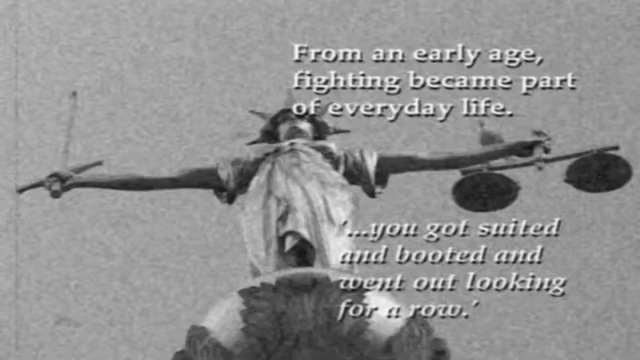 From an early age,
fighting became part
of everyday life.
'...you got suited
and booted and
went out looking
for a row.'